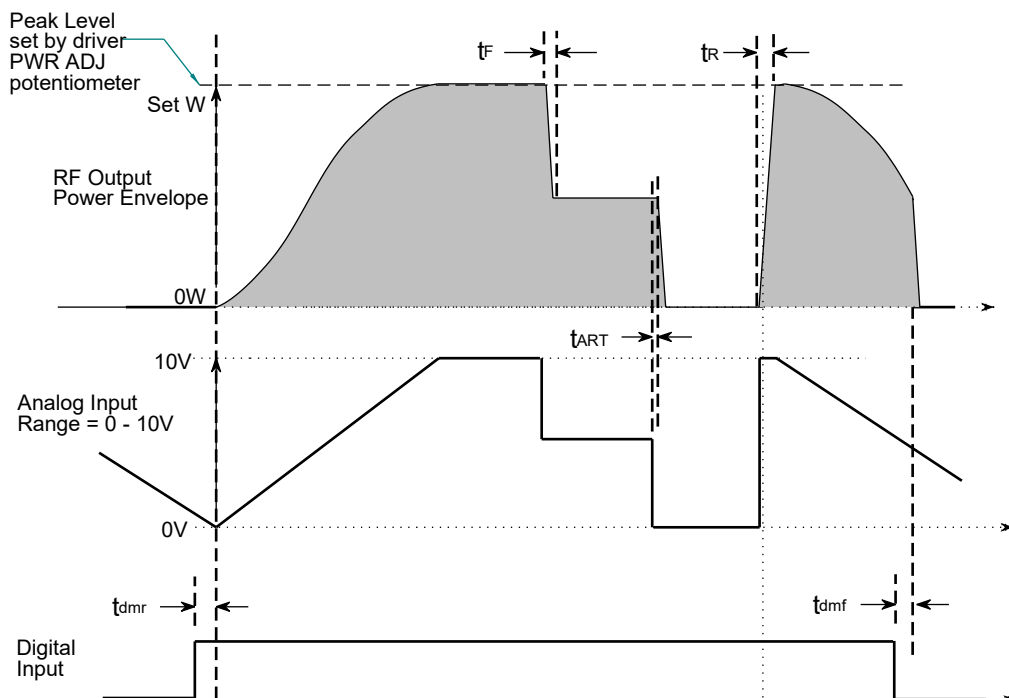 Peak Level
set by driver
PWR ADJ
potentiometer
tF
tR
Set W
RF Output
Power Envelope
0W
tART
10V
Analog Input
Range = 0 - 10V
0V
tdmr
tdmf
Digital
Input